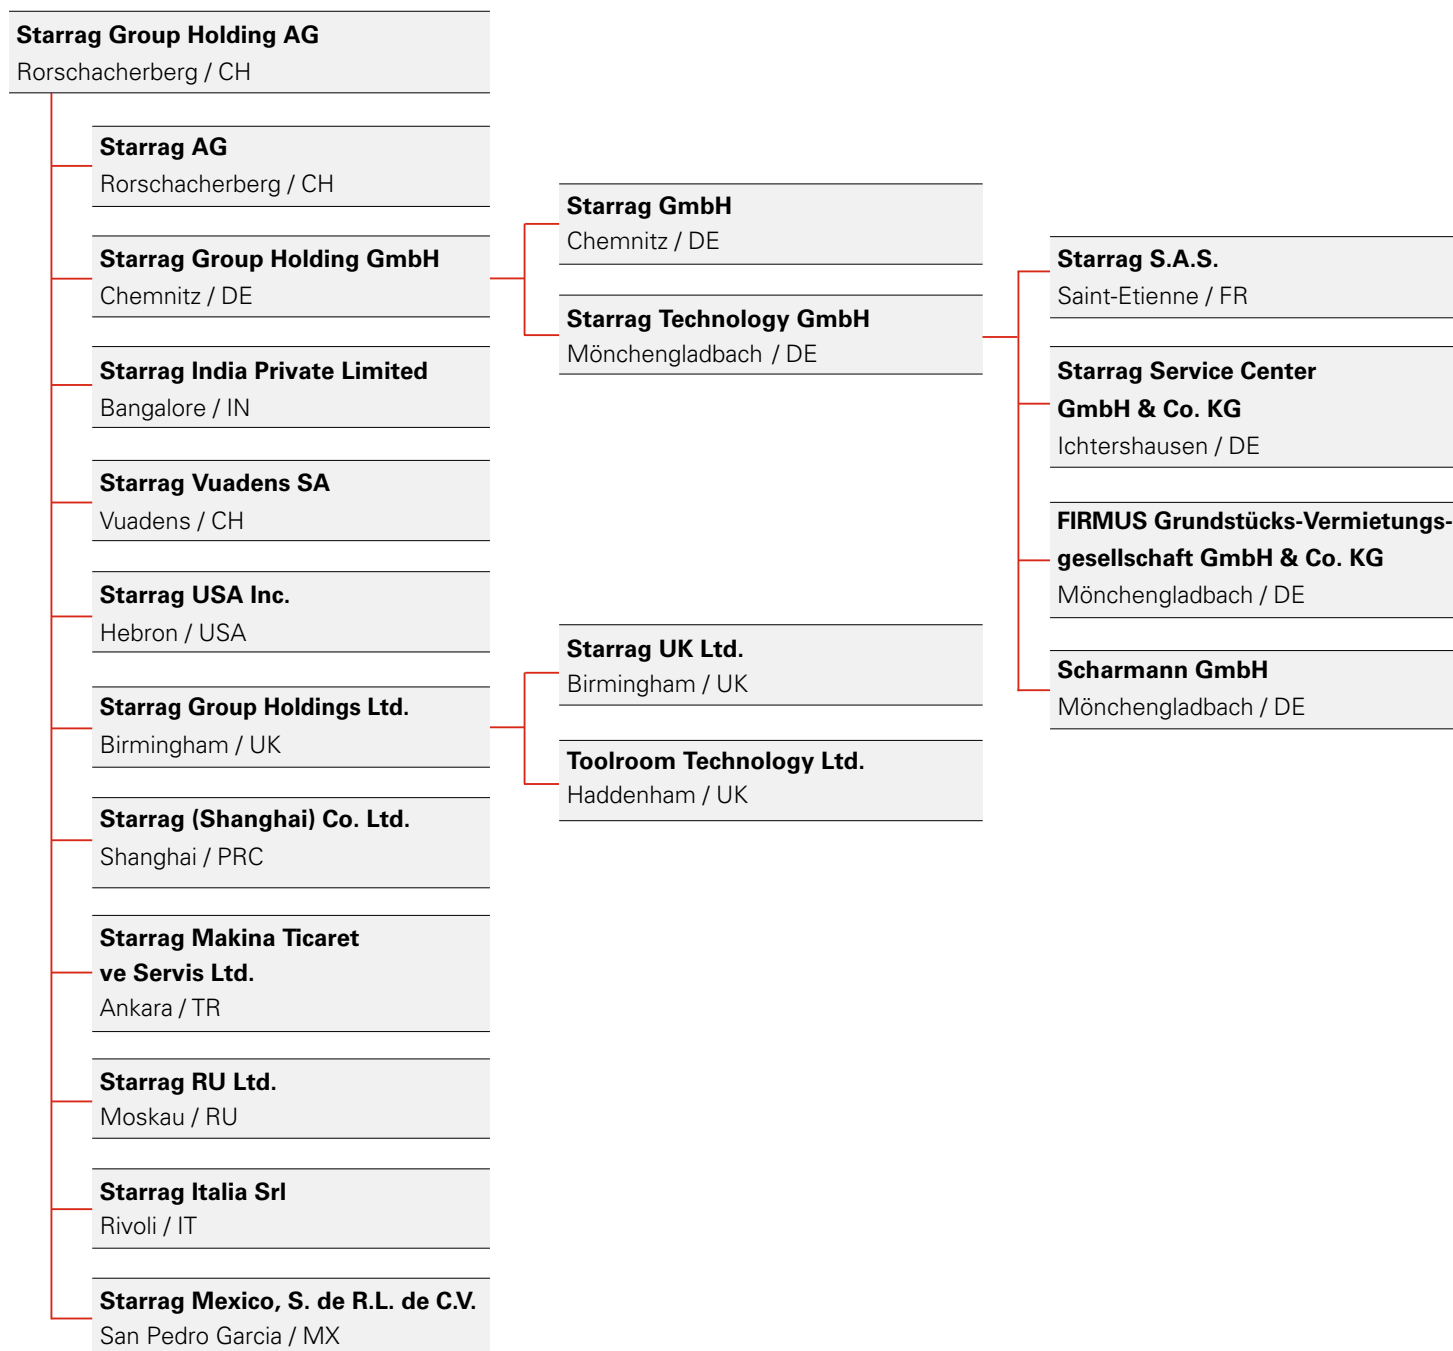 Starrag Group Holding AG
Rorschacherberg / CH
Starrag AG
Rorschacherberg / CH
Starrag Group Holding GmbH
Chemnitz / DE
Starrag India Private Limited
Bangalore / IN
Starrag Vuadens SA
Vuadens / CH
Starrag USA Inc.
Hebron / USA
Starrag Group Holdings Ltd.
Birmingham / UK
Starrag (Shanghai) Co. Ltd.
Shanghai / PRC
Starrag Makina Ticaret
ve Servis Ltd.
Ankara / TR
Starrag RU Ltd.
Moskau / RU
Starrag Italia Srl
Rivoli / IT
Starrag Mexico, S. de R.L. de C.V.
San Pedro Garcia / MX
Starrag GmbH
Chemnitz / DE
Starrag Technology GmbH
Mönchengladbach / DE
Starrag UK Ltd.
Birmingham / UK
Toolroom Technology Ltd.
Haddenham / UK
Starrag S.A.S.
Saint-Etienne / FR
Starrag Service Center
GmbH & Co. KG
Ichtershausen / DE
FIRMUS Grundstücks-Vermietungs-
gesellschaft GmbH & Co. KG
Mönchengladbach / DE
Scharmann GmbH
Mönchengladbach / DE